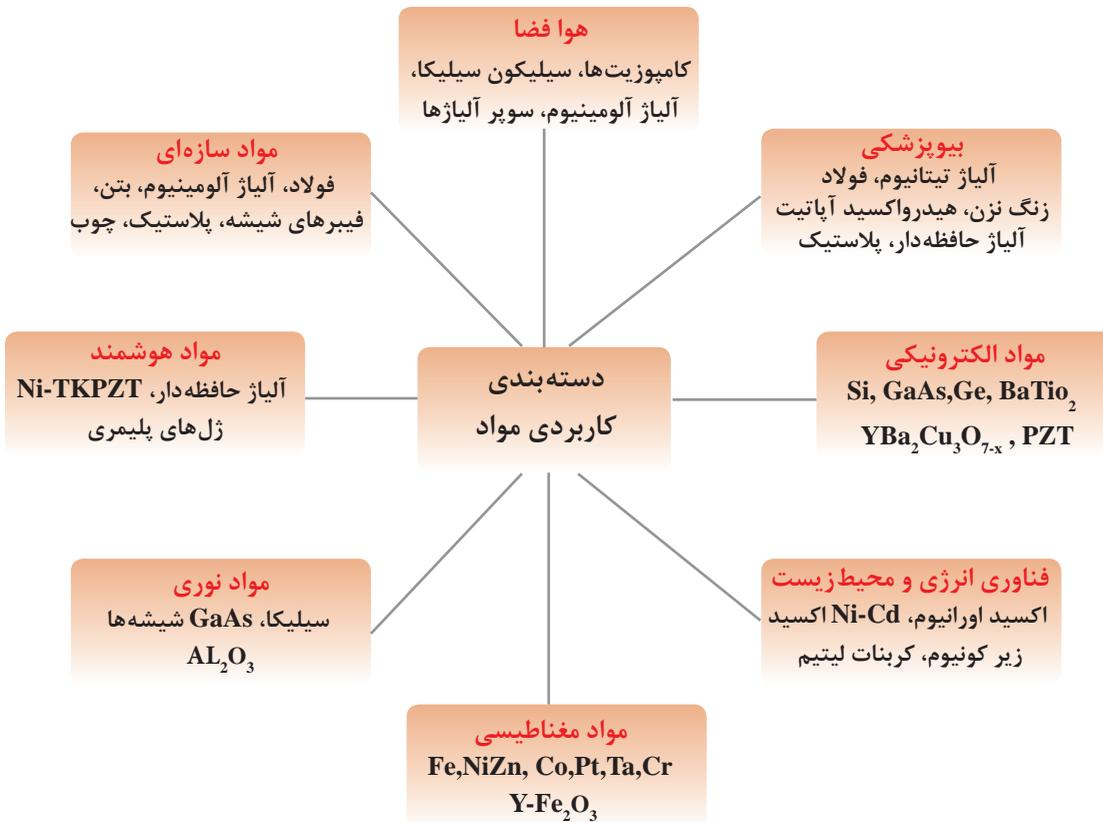 هوا فضا
کامپوزیت‌ها، سیلیکون سیلیکا،
آلیاژ آلومینیوم، سوپر آلیاژها
بیوپزشکی
آلیاژ تیتانیوم، فولاد
زنگ نزن، هیدرواکسید آپاتیت
آلیاژ حافظه‌دار، پلاستیک
مواد سازه‌ای
فولاد، آلیاژ آلومینیوم، بتن،
فیبرهای شیشه، پلاستیک، چوب
مواد الکترونیکی
Si, GaAs,Ge, BaTio₂
YBa₂Cu₃O₇₋ₓ , PZT
دسته‌بندی
کاربردی مواد
مواد هوشمند
آلیاژ حافظه‌دار، Ni-TKPZT
ژل‌های پلیمری
فناوری انرژی و محیط‌زیست
اکسید اورانیوم، Ni-Cd اکسید
زیر کونیوم، کربنات لیتیم
مواد نوری
سیلیکا، GaAs شیشه‌ها
AL₂O₃
مواد مغناطیسی
Fe,NiZn, Co,Pt,Ta,Cr
Y-Fe₂O₃